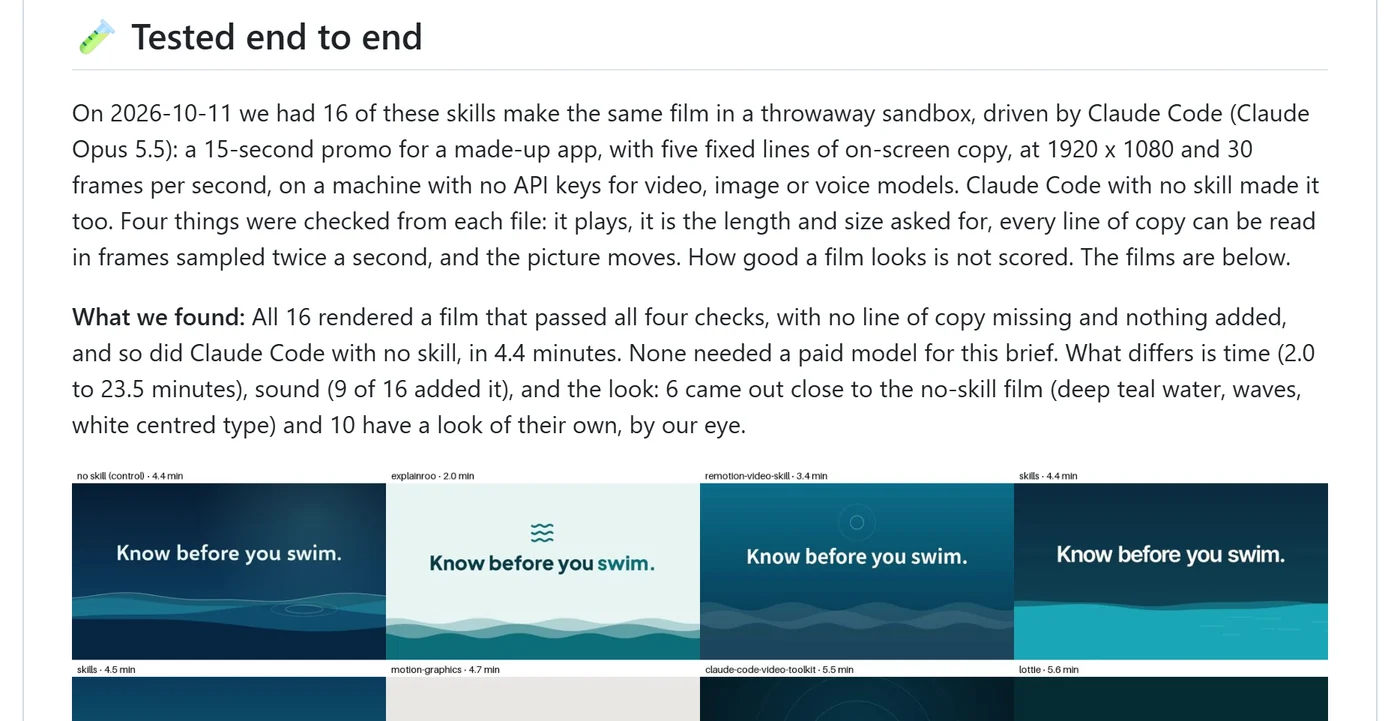 Tested end to end
On 2026-10-11 we had 16 of these skills make the same film in a throwaway sandbox, driven by Claude Code (Claude
Opus 5.5): a 15-second promo for a made-up app, with five fixed lines of on-screen copy, at 1920 x 1080 and 30
frames per second, on a machine with no API keys for video, image or voice models. Claude Code with no skill made it
too. Four things were checked from each file: it plays, it is the length and size asked for, every line of copy can be read
in frames sampled twice a second, and the picture moves. How good a film looks is not scored. The films are below.
What we found: All 16 rendered a film that passed all four checks, with no line of copy missing and nothing added,
and so did Claude Code with no skill, in 4.4 minutes. None needed a paid model for this brief. What differs is time (2.0
to 23.5 minutes), sound (9 of 16 added it), and the look: 6 came out close to the no-skill film (deep teal water, waves,
white centred type) and 10 have a look of their own, by our eye.
no skill (control) · 4.4 min
explainroo · 2.0 min
remotion-video-skill · 3.4 min
skills · 4.4 min
Know before you swim.
Know before you swim.
Know before you swim.
Know before you swim.
skills · 4.5 min
motion-graphics · 4.7 min
claude-code-video-toolkit · 5.5 min
lottie · 5.6 min